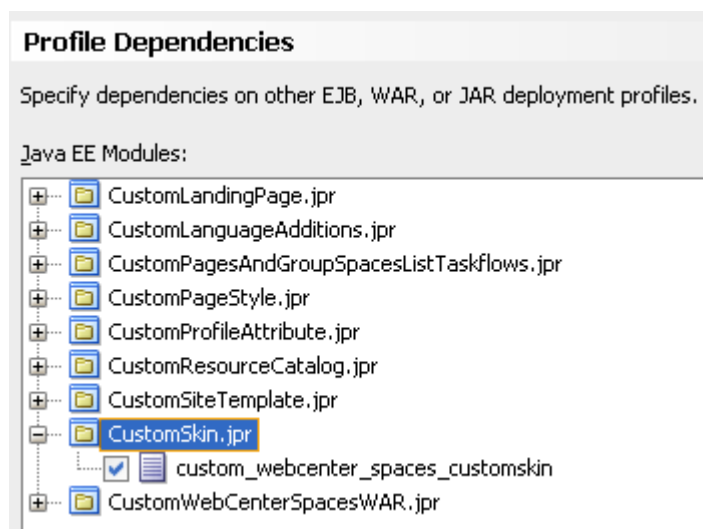 Profile Dependencies
Specify dependencies on other EJB, WAR, or JAR deployment profiles.
Java EE Modules:
CustomLandingPage.jpr
CustomLanguageAdditions.jpr
CustomPagesAndGroupSpacesListTaskflows.jpr
CustomPageStyle.jpr
CustomProfileAttribute.jpr
CustomResourceCatalog.jpr
CustomSiteTemplate.jpr
CustomSkin.jpr
custom_webcenter_spaces_customskin
CustomWebCenterSpacesWAR.jpr